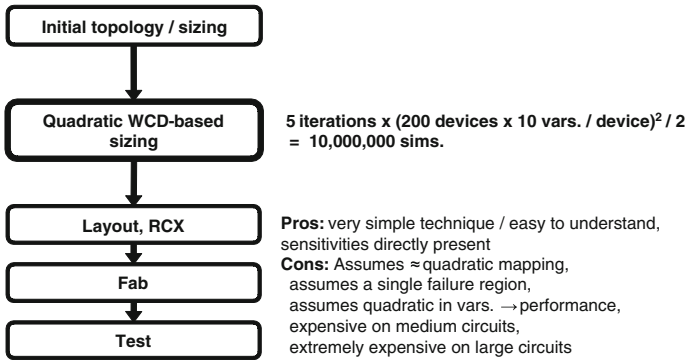 Initial topology / sizing
Quadratic WCD-based
sizing
5 iterations x (200 devices x 10 vars. / device)² / 2
= 10,000,000 sims.
Layout, RCX
Pros: very simple technique / easy to understand,
sensitivities directly present
Cons: Assumes ≈quadratic mapping,
assumes a single failure region,
assumes quadratic in vars. →performance,
expensive on medium circuits,
extremely expensive on large circuits
Fab
Test